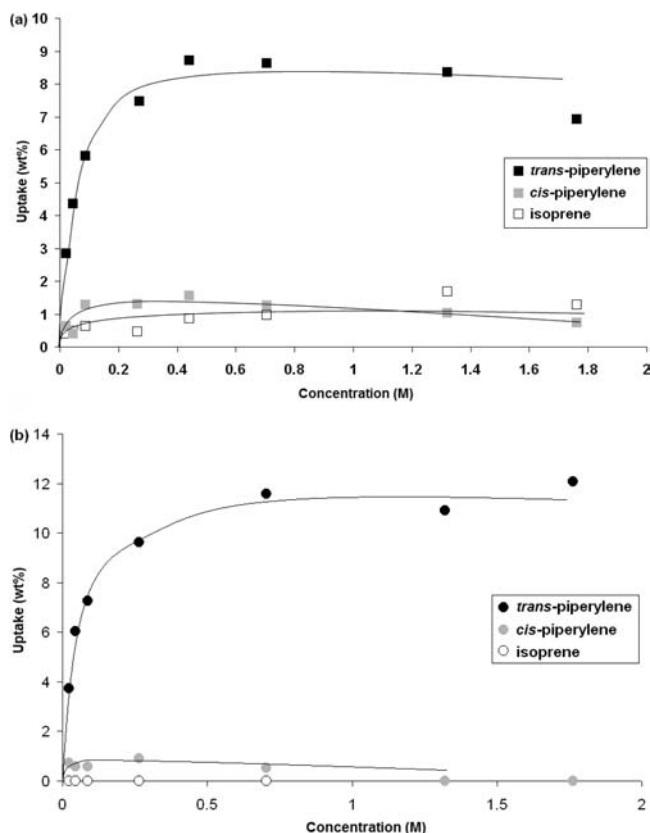 (a)
10
9
8
7
6
5
4
3
2
1
0
Uptake (wt%)
trans-piperylene
cis-piperylene
isoprene
0 0.2 0.4 0.6 0.8 1 1.2 1.4 1.6 1.8 2
Concentration (M)
(b)
14
12
10
8
6
4
2
0
Uptake (wt%)
trans-piperylene
cis-piperylene
isoprene
0 0.5 1 1.5 2
Concentration (M)